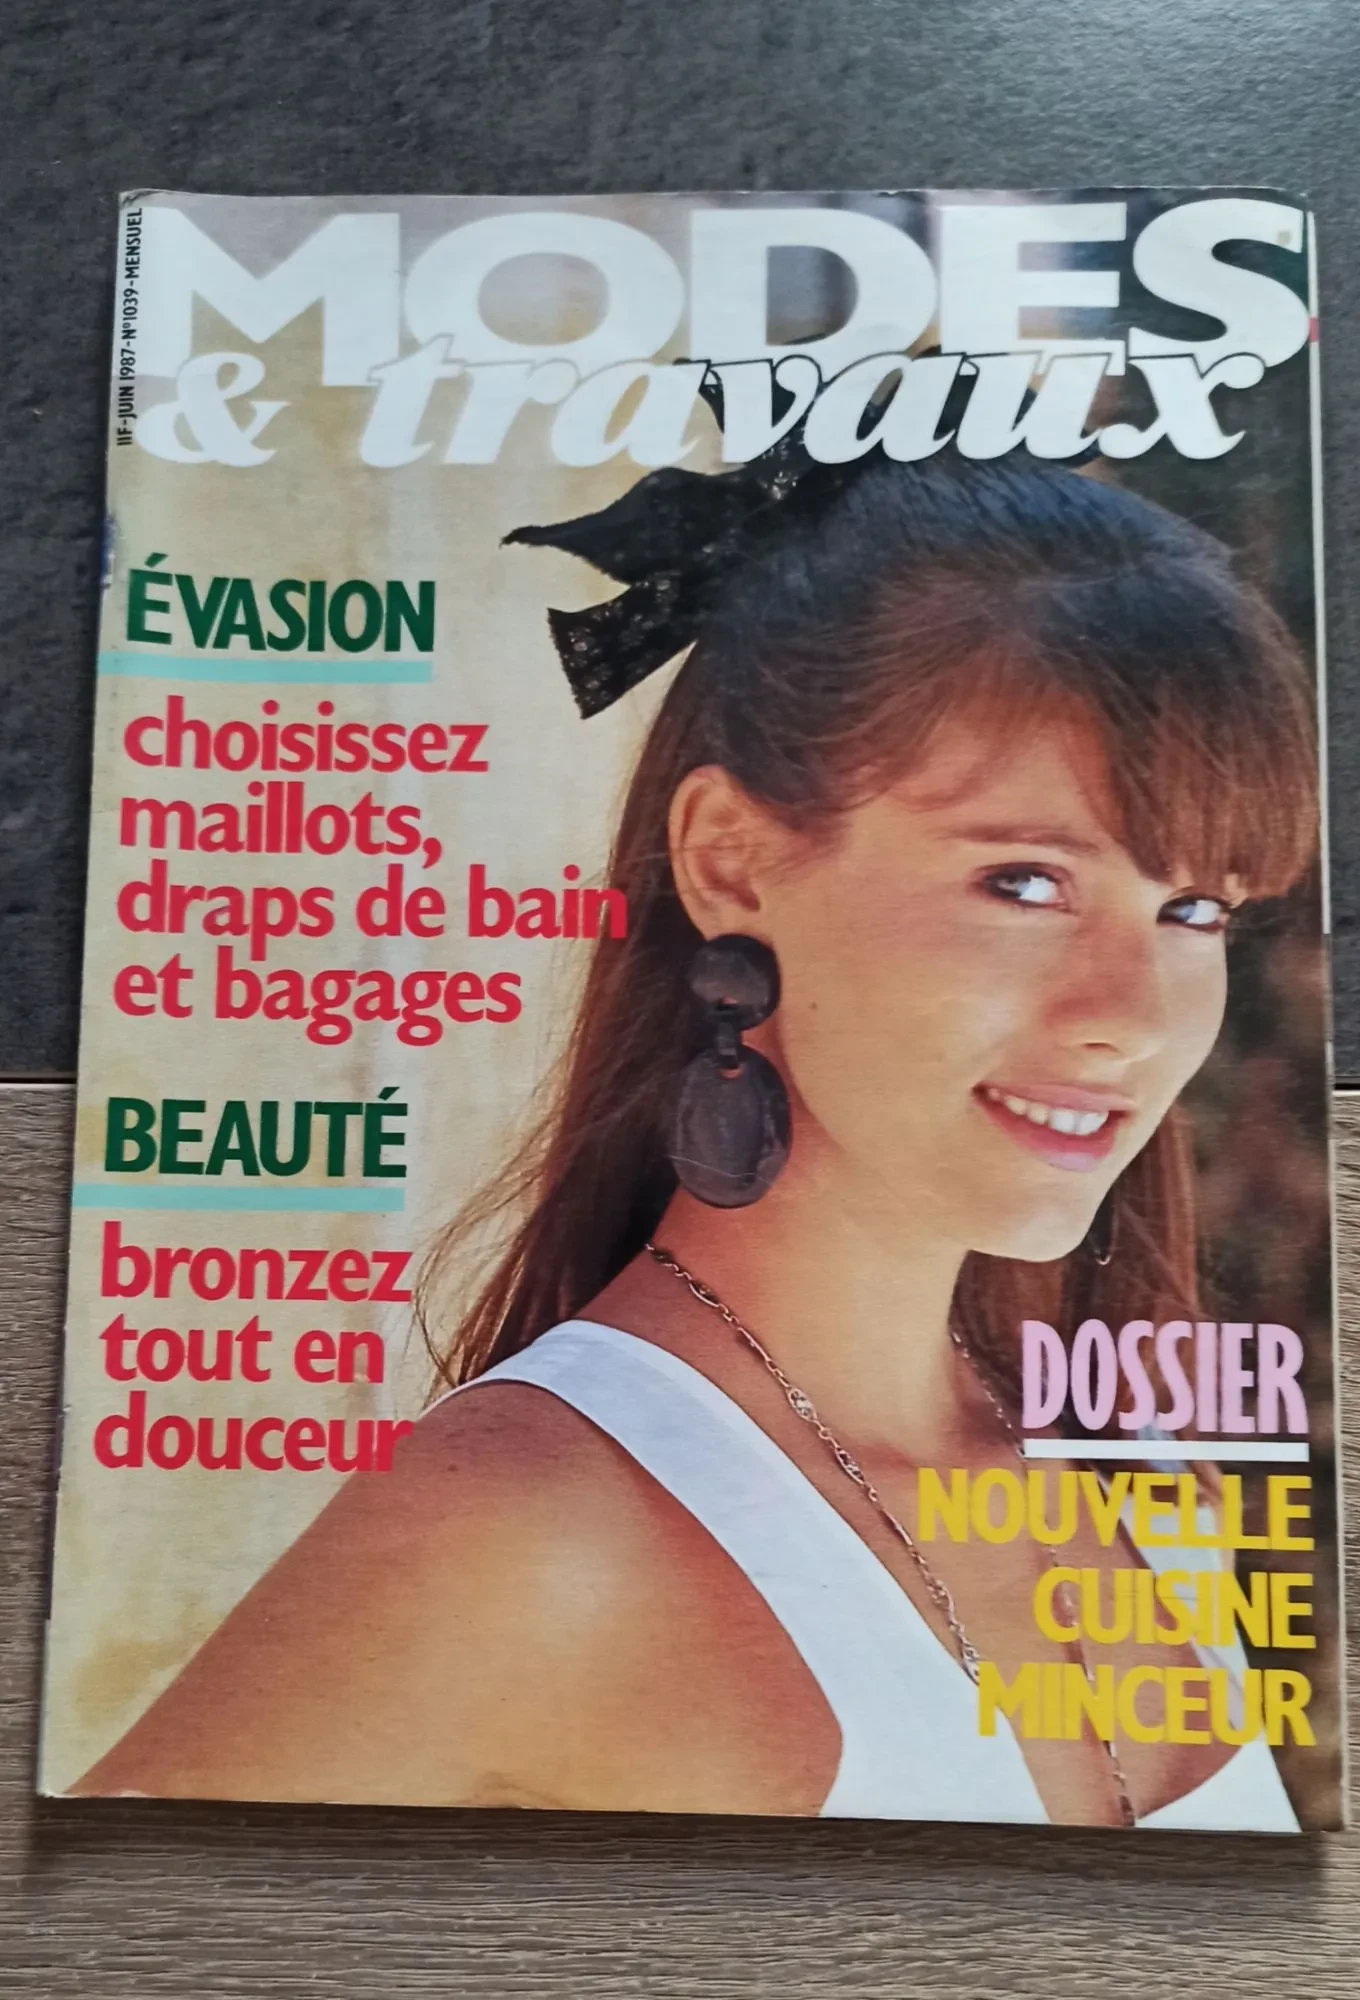 MODES
& travaux
11F-JUIN 1987-N°1039-MENSUEL
ÉVASION
choisissez
maillots,
draps de bain
et bagages
BEAUTÉ
bronzez
tout en
douceur
DOSSIER
NOUVELLE
CUISINE
MINCEUR